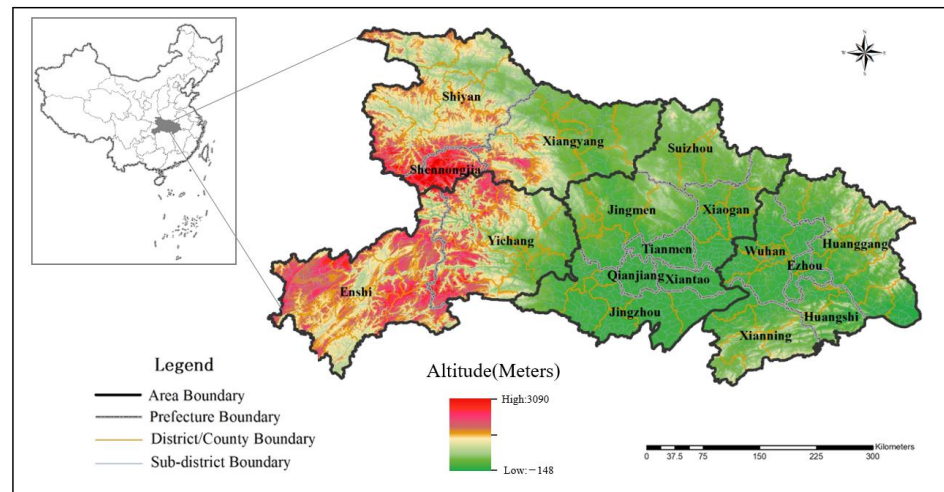 Shiyan
Xiangyang
Suizhou
Shennongjia
Jingmen
Xiaogan
Yichang
Tianmen
Wuhan
Huanggang
Ezhou
Qianjiang
Xiantao
Enshi
Jingzhou
Huangshi
Xianning
Legend
Area Boundary
Prefecture Boundary
District/County Boundary
Sub-district Boundary
Altitude(Meters)
High:3090
Low:−148
Kilometers
0 37.5 75 150 225 300